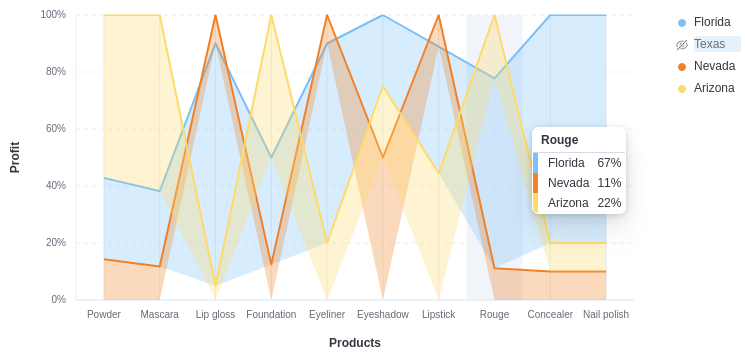 100%
80%
60%
40%
20%
0%
Profit
Powder
Mascara
Lip gloss
Foundation
Eyeliner
Eyeshadow
Lipstick
Rouge
Concealer
Nail polish
Products
Rouge
Florida 67%
Nevada 11%
Arizona 22%
Florida
Texas
Nevada
Arizona